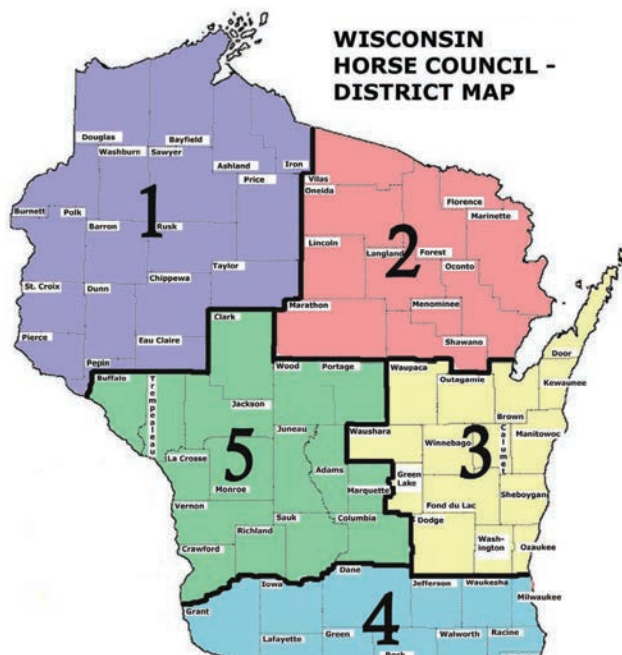 WISCONSIN
HORSE COUNCIL -
DISTRICT MAP
Douglas
Bayfield
Washburn
Sawyer
Ashland
Iron
Price
1
Burnett
Polk
Barron
Rusk
St. Croix
Dunn
Chippewa
Taylor
Pierce
Eau Claire
Pepin
Vilas
Oneida
Florence
Marinette
2
Lincoln
Langland
Forest
Oconto
Marathon
Menominee
Shawano
Clark
Buffalo
Trempealeau
Wood
Portage
Jackson
Juneau
La Crosse
5
Adams
Monroe
Marquette
Vernon
Sauk
Columbia
Richland
Crawford
Door
Kewaunee
Waupaca
Outagamie
Brown
Waushara
Winnebago
Calumet
Manitowoc
3
Green
Lake
Sheboygan
Fond du Lac
Dodge
Wash-
ington
Ozaukee
Grant
Iowa
Dane
Jefferson
Waukesha
Milwaukee
4
Lafayette
Green
Walworth
Racine
Rock